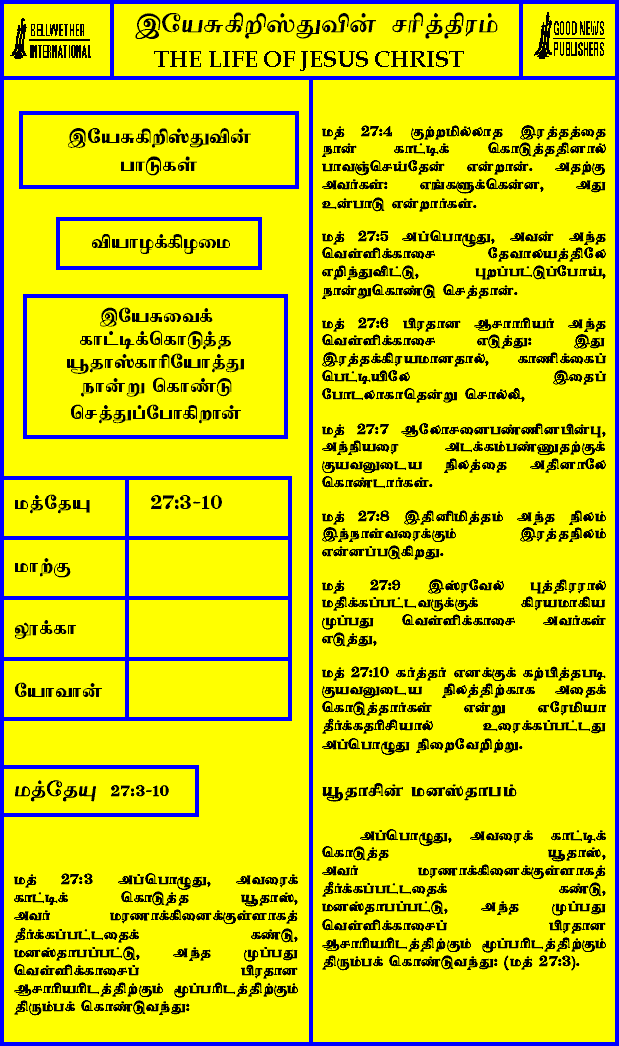 BELLWETHER
INTERNATIONAL
இயேசுகிறிஸ்துவின் சரித்திரம்
THE LIFE OF JESUS CHRIST
GOOD NEWS
PUBLISHERS
இயேசுகிறிஸ்துவின்
பாடுகள்
வியாழக்கிழமை
இயேசுவைக்
காட்டிக்கொடுத்த
யூதாஸ்காரியோத்து
நான்று கொண்டு
செத்துப்போகிறான்
மத்தேயு 27:3-10
மாற்கு
லூக்கா
யோவான்
மத்தேயு 27:3-10
மத் 27:3 அப்பொழுது, அவரைக்
காட்டிக் கொடுத்த யூதாஸ்,
அவர் மரணாக்கினைக்குள்ளாகத்
தீர்க்கப்பட்டதைக் கண்டு,
மனஸ்தாபப்பட்டு, அந்த முப்பது
வெள்ளிக்காசைப் பிரதான
ஆசாரியரிடத்திற்கும் மூப்பரிடத்திற்கும்
திரும்பக் கொண்டுவந்து:
மத் 27:4 குற்றமில்லாத இரத்தத்தை
நான் காட்டிக் கொடுத்ததினால்
பாவஞ்செய்தேன் என்றான். அதற்கு
அவர்கள்: எங்களுக்கென்ன, அது
உன்பாடு என்றார்கள்.
மத் 27:5 அப்பொழுது, அவன் அந்த
வெள்ளிக்காசை தேவாலயத்திலே
எறிந்துவிட்டு, புறப்பட்டுப்போய்,
நான்றுகொண்டு செத்தான்.
மத் 27:6 பிரதான ஆசாாரியர் அந்த
வெள்ளிக்காசை எடுத்து: இது
இரத்தக்கிரயமானதால், காணிக்கைப்
பெட்டியிலே இதைப்
போடலாகாதென்று சொல்லி,
மத் 27:7 ஆலோசனைபண்ணினபின்பு,
அந்நியரை அடக்கம்பண்ணுதற்குக்
குயவனுடைய நிலத்தை அதினாலே
கொண்டார்கள்.
மத் 27:8 இதினிமித்தம் அந்த நிலம்
இந்நாள்வரைக்கும் இரத்தநிலம்
என்னப்படுகிறது.
மத் 27:9 இஸ்ரவேல் புத்திரரால்
மதிக்கப்பட்டவருக்குக் கிரயமாகிய
முப்பது வெள்ளிக்காசை அவர்கள்
எடுத்து,
மத் 27:10 கர்த்தர் எனக்குக் கற்பித்தபடி
குயவனுடைய நிலத்திற்காக அதைக்
கொடுத்தார்கள் என்று எரேமியா
தீர்க்கதரிசியால் உரைக்கப்பட்டது
அப்பொழுது நிறைவேறிற்று.
யூதாசின் மனஸ்தாபம்
அப்பொழுது, அவரைக் காட்டிக்
கொடுத்த யூதாஸ்,
அவர் மரணாக்கினைக்குள்ளாகத்
தீர்க்கப்பட்டதைக் கண்டு,
மனஸ்தாபப்பட்டு, அந்த முப்பது
வெள்ளிக்காசைப் பிரதான
ஆசாரியரிடத்திற்கும் மூப்பரிடத்திற்கும்
திரும்பக் கொண்டுவந்து: (மத் 27:3).